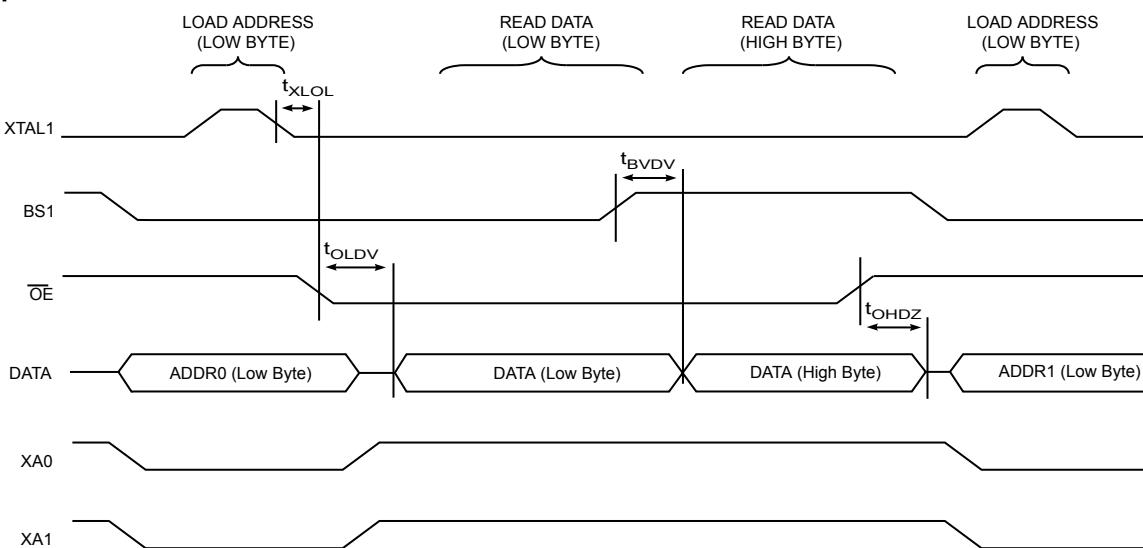 LOAD ADDRESS
(LOW BYTE)
READ DATA
(LOW BYTE)
READ DATA
(HIGH BYTE)
LOAD ADDRESS
(LOW BYTE)
tXLOL
XTAL1
tBVDV
BS1
tOLDV
OE
tOHDZ
DATA
ADDR0 (Low Byte)
DATA (Low Byte)
DATA (High Byte)
ADDR1 (Low Byte)
XA0
XA1